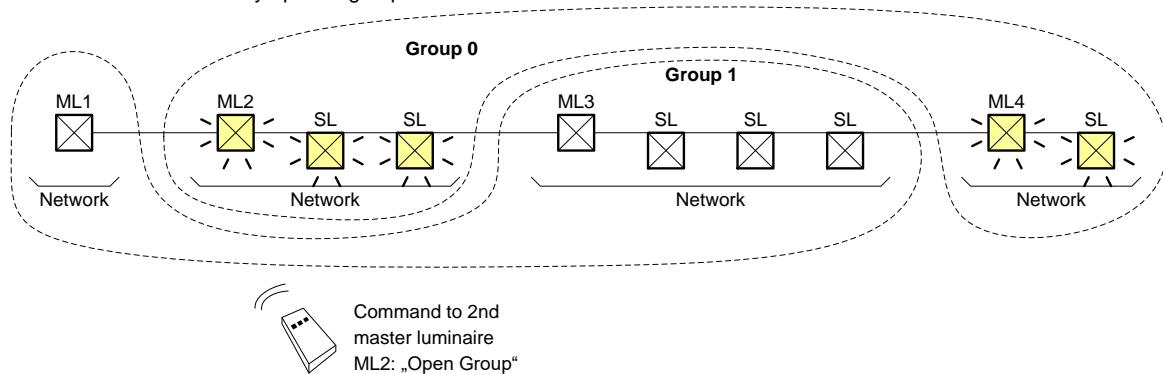 Group 0
Group 1
ML1
ML2
SL
SL
ML3
SL
SL
SL
ML4
SL
Network
Network
Network
Network
Command to 2nd
master luminaire
ML2: „Open Group“